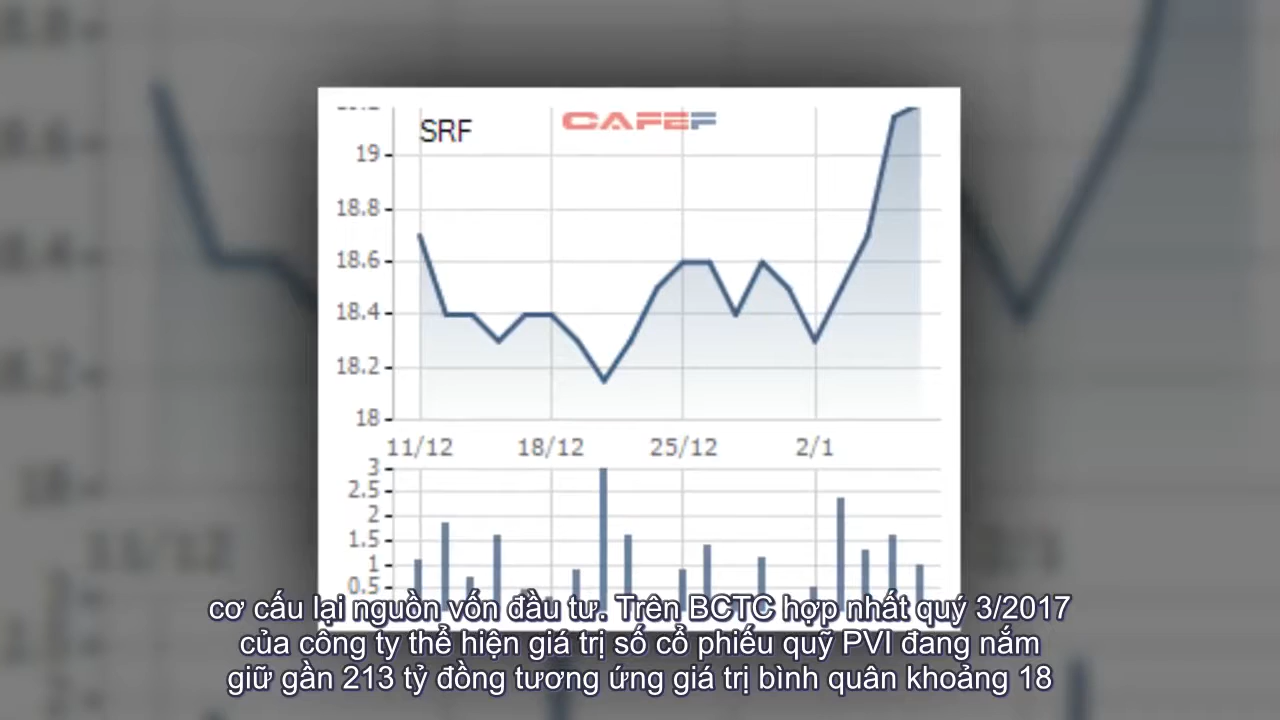 SRF
CAFEF
19
18.8
18.6
18.4
18.2
18
11/12 18/12 25/12 2/1
3
2.5
2
1.5
1
0.5
cơ cấu lại nguồn vốn đầu tư. Trên BCTC hợp nhất quý 3/2017
của công ty thể hiện giá trị số cổ phiếu quỹ PVI đang nắm
giữ gần 213 tỷ đồng tương ứng giá trị bình quân khoảng 18